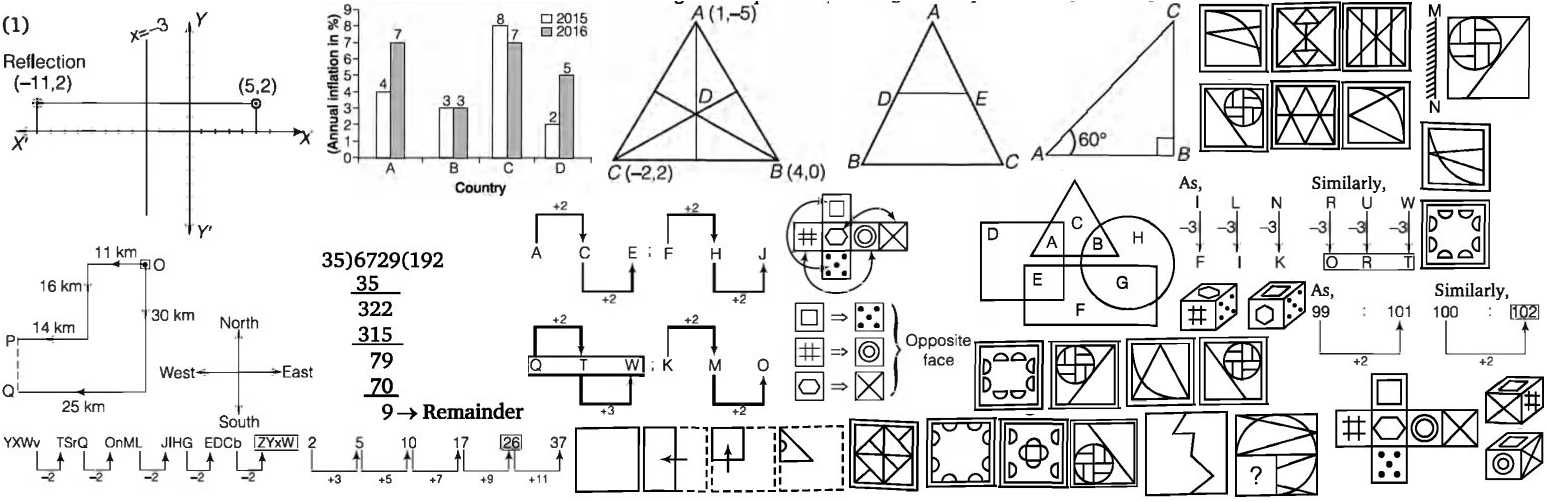 (1)
Reflection
(–11,2)
x=–3
Y
(5,2)
X'
X
Y'
(Annual inflation in %)
9
8
7
6
5
4
3
2
1
0
4 7
3 3
8 7
2 5
A B C D
Country
2015
2016
A (1,–5)
D
C (–2,2)
B (4,0)
A
D E
B C
C
60°
A B
M
N
11 km
O
16 km
30 km
14 km
P
Q
25 km
North
West East
South
35)6729(192
35
322
315
79
70
9 → Remainder
+2 +2
A C E ; F H J
+2 +2
+2 +2
Q T W ; K M O
+3 +2
⇒
⇒
⇒
Opposite
face
C
D A B H
E G
F
As, Similarly,
I L N R U W
–3 –3 –3 –3 –3 –3
F I K O R T
As, Similarly,
99 : 101 100 : 102
+2 +2
YXWv TSrQ OnML JIHG EDCb ZYxW
–2 –2 –2 –2 –2
2 5 10 17 26 37
+3 +5 +7 +9 +11
?